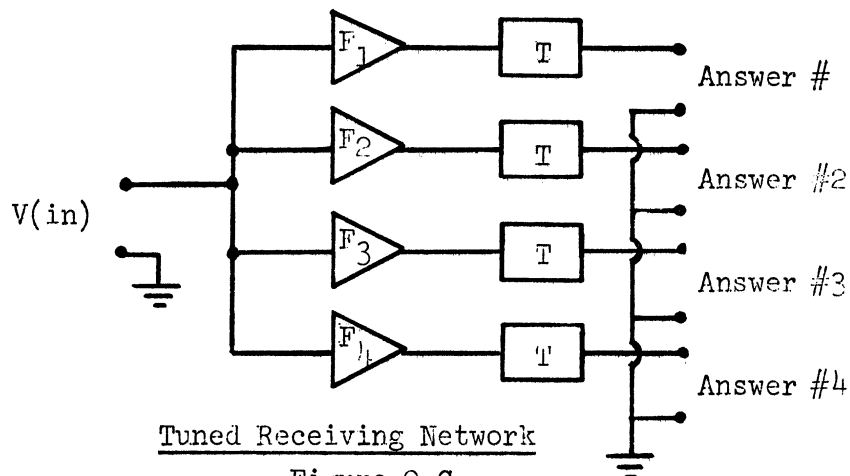 F1 T
Answer #
F2 T
Answer #2
V(in)
F3 T
Answer #3
F4 T
Answer #4
Tuned Receiving Network